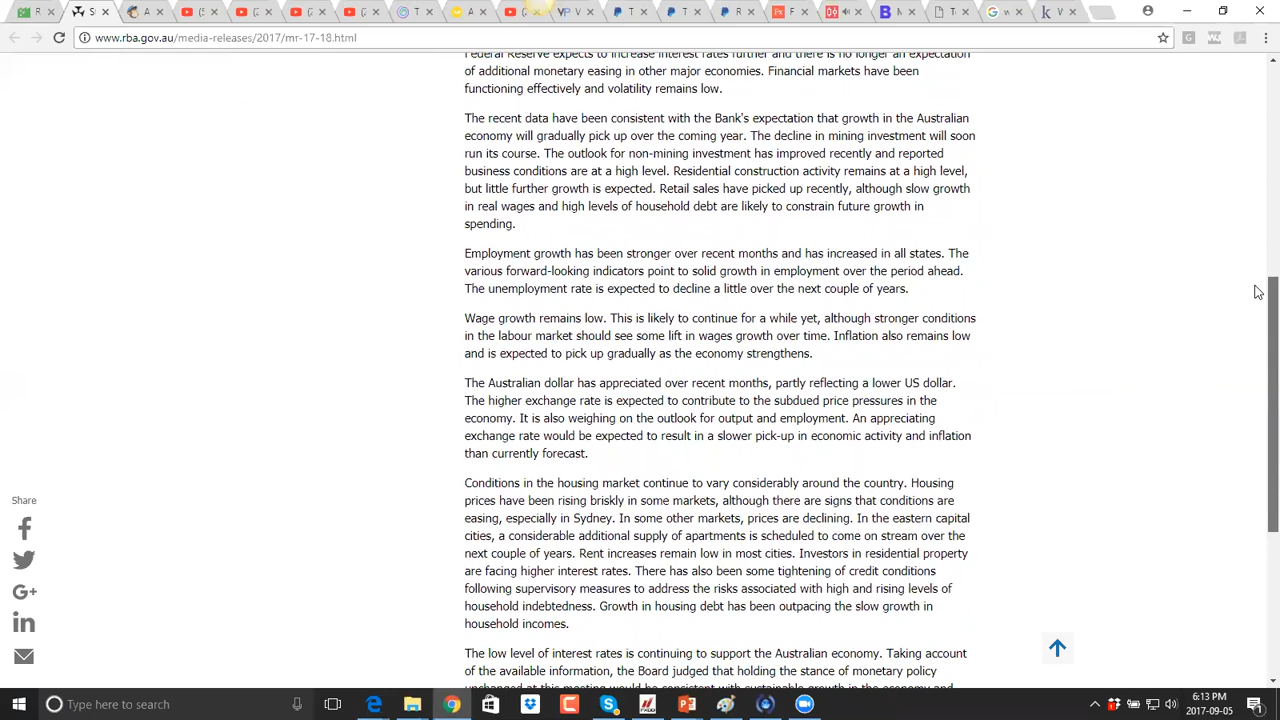 www.rba.gov.au/media-releases/2017/mr-17-18.html
Federal Reserve expects to increase interest rates further and there is no longer an expectation
of additional monetary easing in other major economies. Financial markets have been
functioning effectively and volatility remains low.
The recent data have been consistent with the Bank's expectation that growth in the Australian
economy will gradually pick up over the coming year. The decline in mining investment will soon
run its course. The outlook for non-mining investment has improved recently and reported
business conditions are at a high level. Residential construction activity remains at a high level,
but little further growth is expected. Retail sales have picked up recently, although slow growth
in real wages and high levels of household debt are likely to constrain future growth in
spending.
Employment growth has been stronger over recent months and has increased in all states. The
various forward-looking indicators point to solid growth in employment over the period ahead.
The unemployment rate is expected to decline a little over the next couple of years.
Wage growth remains low. This is likely to continue for a while yet, although stronger conditions
in the labour market should see some lift in wages growth over time. Inflation also remains low
and is expected to pick up gradually as the economy strengthens.
The Australian dollar has appreciated over recent months, partly reflecting a lower US dollar.
The higher exchange rate is expected to contribute to the subdued price pressures in the
economy. It is also weighing on the outlook for output and employment. An appreciating
exchange rate would be expected to result in a slower pick-up in economic activity and inflation
than currently forecast.
Conditions in the housing market continue to vary considerably around the country. Housing
prices have been rising briskly in some markets, although there are signs that conditions are
easing, especially in Sydney. In some other markets, prices are declining. In the eastern capital
cities, a considerable additional supply of apartments is scheduled to come on stream over the
next couple of years. Rent increases remain low in most cities. Investors in residential property
are facing higher interest rates. There has also been some tightening of credit conditions
following supervisory measures to address the risks associated with high and rising levels of
household indebtedness. Growth in housing debt has been outpacing the slow growth in
household incomes.
The low level of interest rates is continuing to support the Australian economy. Taking account
of the available information, the Board judged that holding the stance of monetary policy
unchanged at this meeting would be consistent with sustainable growth in the economy and
Share
Type here to search
6:13 PM
2017-09-05